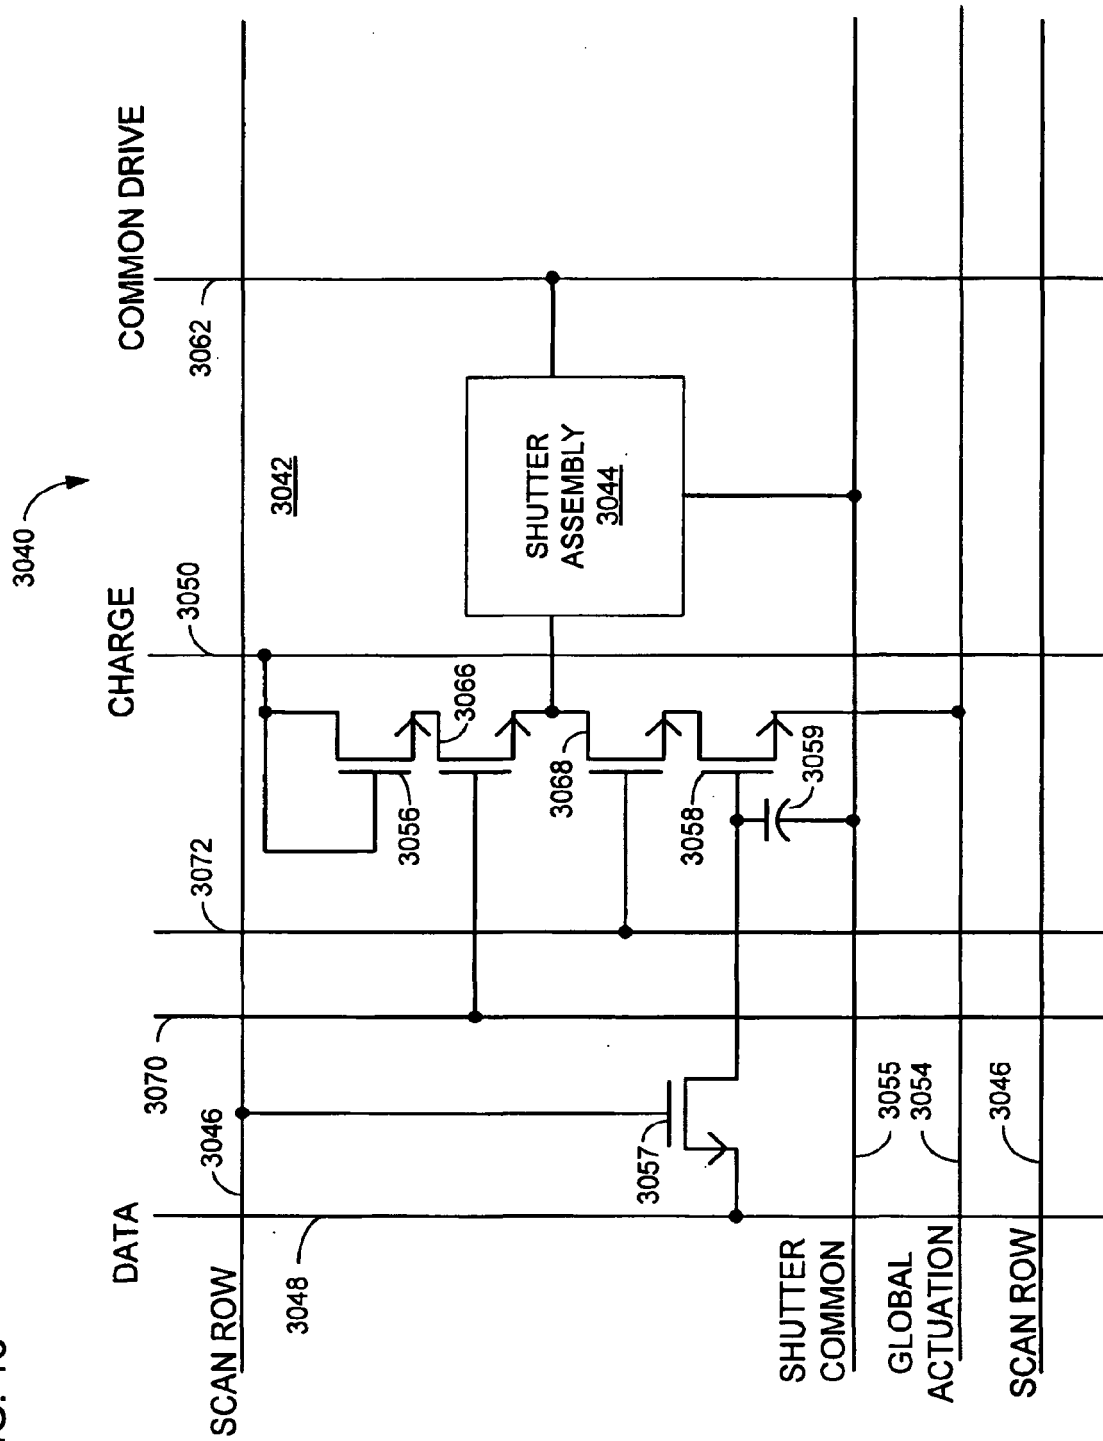 3040
DATA
CHARGE
COMMON DRIVE
3050
3062
SCAN ROW
3046
3070
3072
3042
3048
3056
3066
SHUTTER
ASSEMBLY
3044
3068
3057
3058
3059
SHUTTER
COMMON
3055
GLOBAL
ACTUATION
3054
SCAN ROW
3046